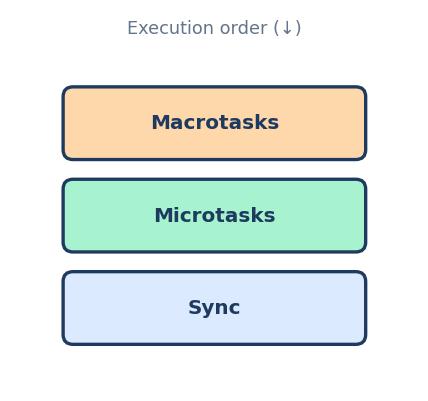 Execution order (↓)
Macrotasks
Microtasks
Sync